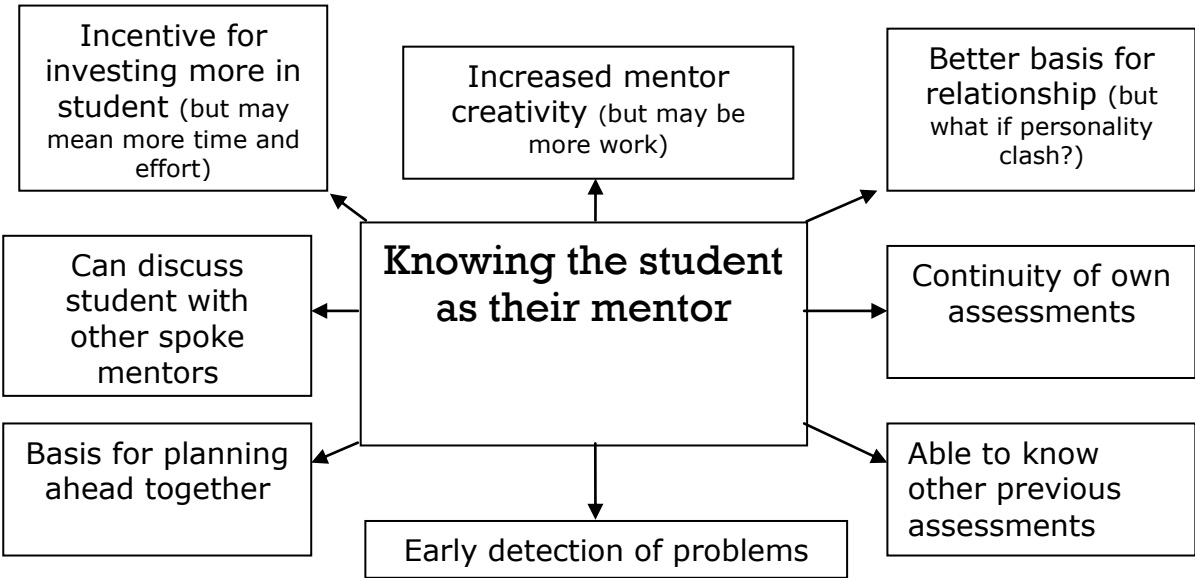 Incentive for
investing more in
student (but may
mean more time and
effort)
Increased mentor
creativity (but may be
more work)
Better basis for
relationship (but
what if personality
clash?)
Can discuss
student with
other spoke
mentors
Knowing the student
as their mentor
Continuity of own
assessments
Basis for planning
ahead together
Early detection of problems
Able to know
other previous
assessments